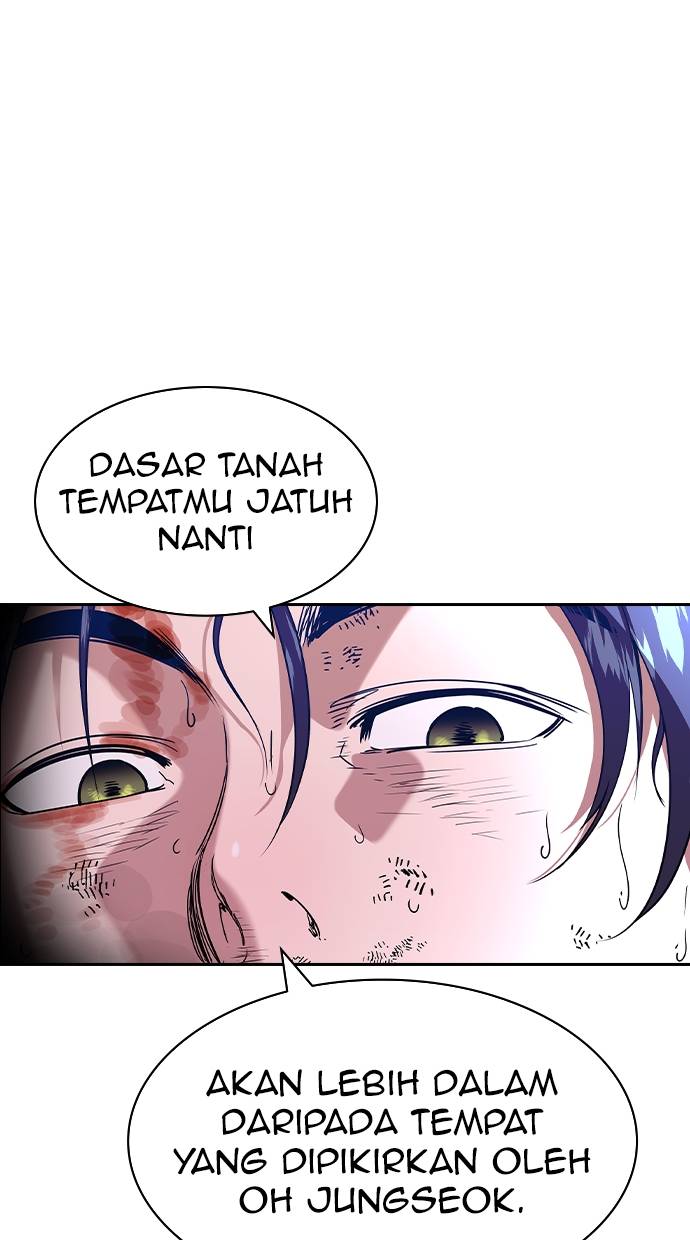 DASAR TANAH
TEMPATMU JATUH
NANTI
AKAN LEBIH DALAM
DARIPADA TEMPAT
YANG DIPIKIRKAN OLEH
OH JUNGSEOK.